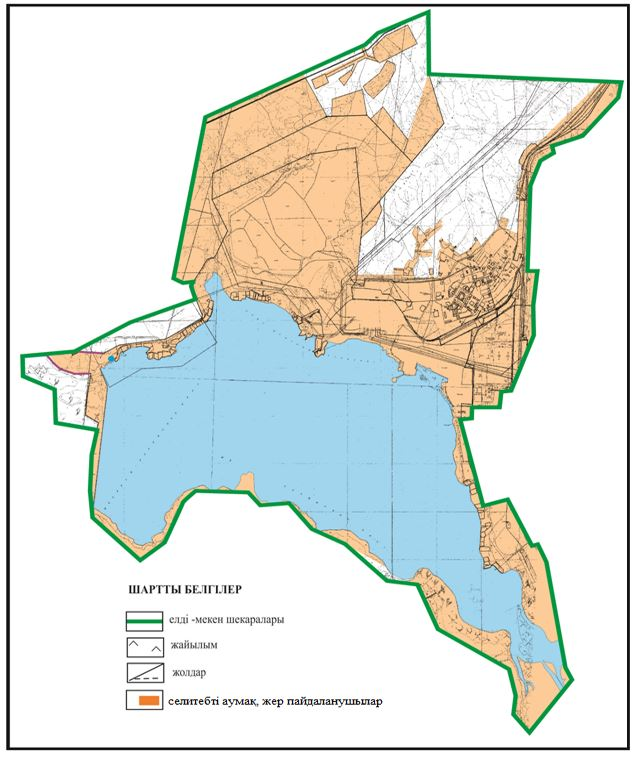 ШАРТТЫ БЕЛГІЛЕР
елді -мекен шекаралары
жайылым
жолдар
селитебті аумақ, жер пайдаланушылар